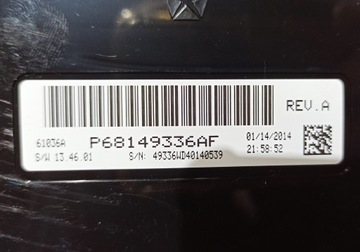 REV.A
61036A P68149336AF 01/14/2014
S/W 13.46.01 S/N: 49336WD40140539 21:58:52